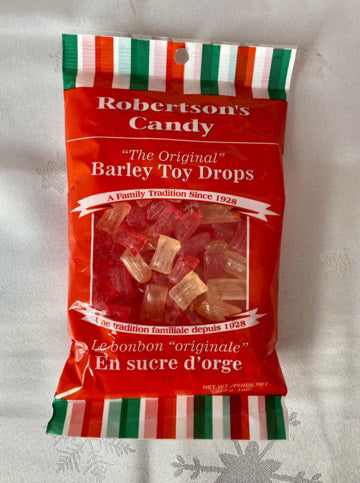 Robertson's
Candy
"The Original"
Barley Toy Drops
A Family Tradition Since 1928
Une tradition familiale depuis 1928
Le bonbon "originale"
En sucre d'orge
NET WT./POIDS NET